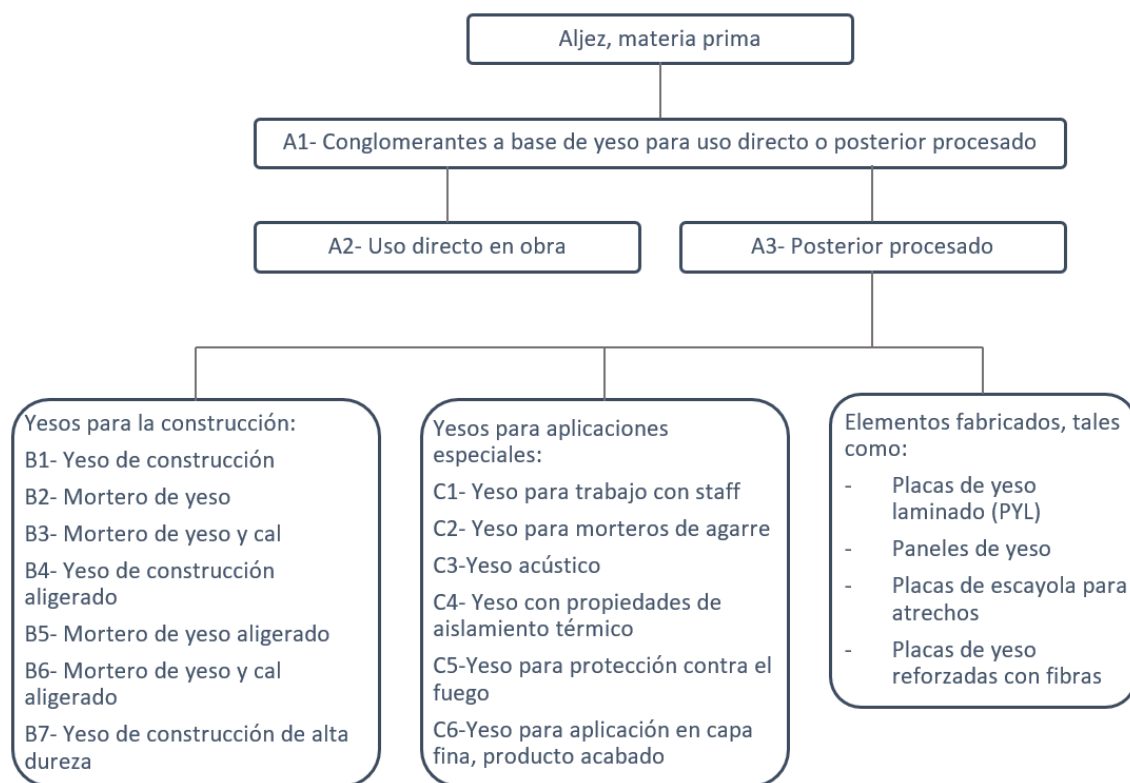 Aljez, materia prima
A1- Conglomerantes a base de yeso para uso directo o posterior procesado
A2- Uso directo en obra
A3- Posterior procesado
Yesos para la construcción:
B1- Yeso de construcción
B2- Mortero de yeso
B3- Mortero de yeso y cal
B4- Yeso de construcción
aligerado
B5- Mortero de yeso aligerado
B6- Mortero de yeso y cal
aligerado
B7- Yeso de construcción de alta
dureza
Yesos para aplicaciones
especiales:
C1- Yeso para trabajo con staff
C2- Yeso para morteros de agarre
C3-Yeso acústico
C4- Yeso con propiedades de
aislamiento térmico
C5-Yeso para protección contra el
fuego
C6-Yeso para aplicación en capa
fina, producto acabado
Elementos fabricados, tales
como:
- Placas de yeso
laminado (PYL)
- Paneles de yeso
- Placas de escayola para
atrechos
- Placas de yeso
reforzadas con fibras